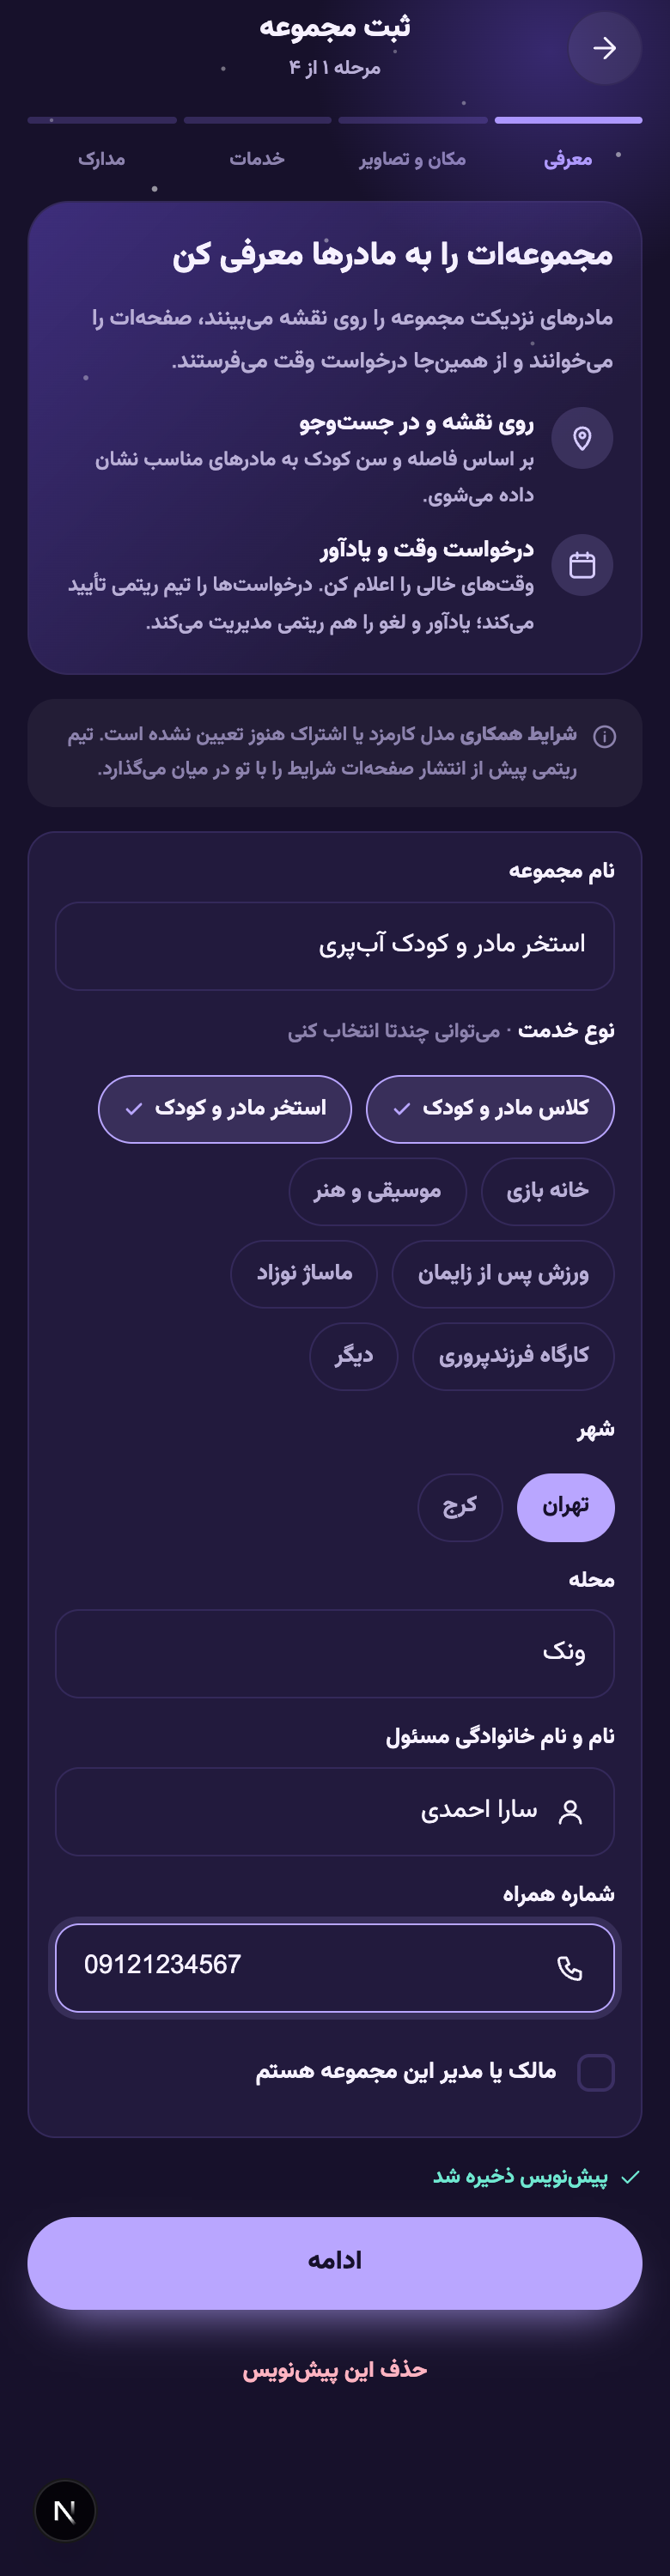 ثبت مجموعه
مرحله ۱ از ۴
معرفی
مکان و تصاویر
خدمات
مدارک
مجموعه‌ات را به مادرها معرفی کن
مادرهای نزدیکت مجموعه را روی نقشه می‌بینند، صفحه‌ات را
می‌خوانند و از همین‌جا درخواست وقت می‌فرستند.
روی نقشه و در جست‌وجو
بر اساس فاصله و سن کودک به مادرهای مناسب نشان
داده می‌شوی.
درخواست وقت و یادآور
وقت‌های خالی را اعلام کن. درخواست‌ها را تیم ریتمی تأیید
می‌کند؛ یادآور و لغو را هم ریتمی مدیریت می‌کند.
شرایط همکاری مدل کارمزد یا اشتراک هنوز تعیین نشده است. تیم
ریتمی پیش از انتشار صفحه‌ات شرایط را با تو در میان می‌گذارد.
نام مجموعه
استخر مادر و کودک آب‌پری
نوع خدمت · می‌توانی چندتا انتخاب کنی
کلاس مادر و کودک
استخر مادر و کودک
خانه بازی
موسیقی و هنر
ورزش پس از زایمان
ماساژ نوزاد
کارگاه فرزندپروری
دیگر
شهر
تهران
کرج
محله
ونک
نام و نام خانوادگی مسئول
سارا احمدی
شماره همراه
09121234567
مالک یا مدیر این مجموعه هستم
پیش‌نویس ذخیره شد
ادامه
حذف این پیش‌نویس
N